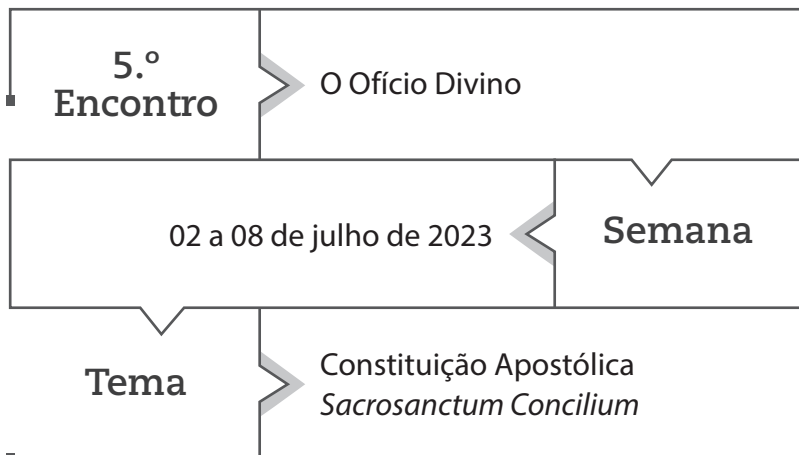 5.º
Encontro
O Ofício Divino
02 a 08 de julho de 2023
Semana
Tema
Constituição Apostólica
Sacrosanctum Concilium